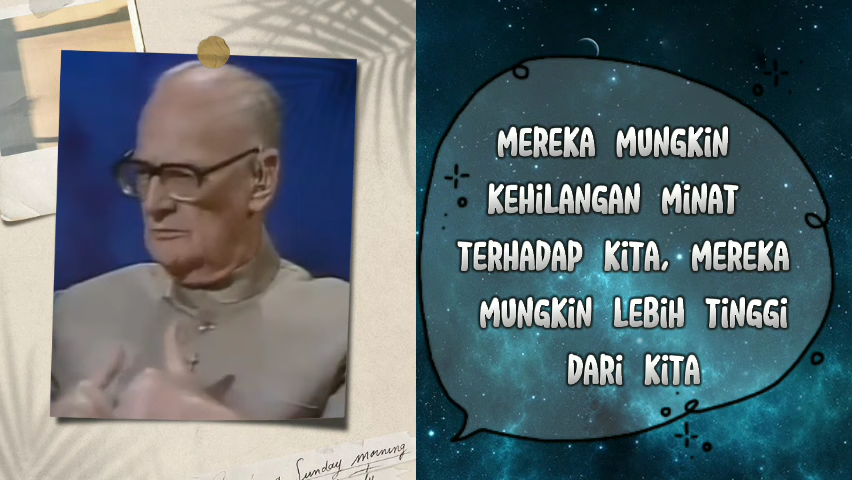 MEREKA MUNGKIN
KEHILANGAN MINAT
TERHADAP KITA, MEREKA
MUNGKIN LEBIH TINGGI
DARI KITA
Sunday morning